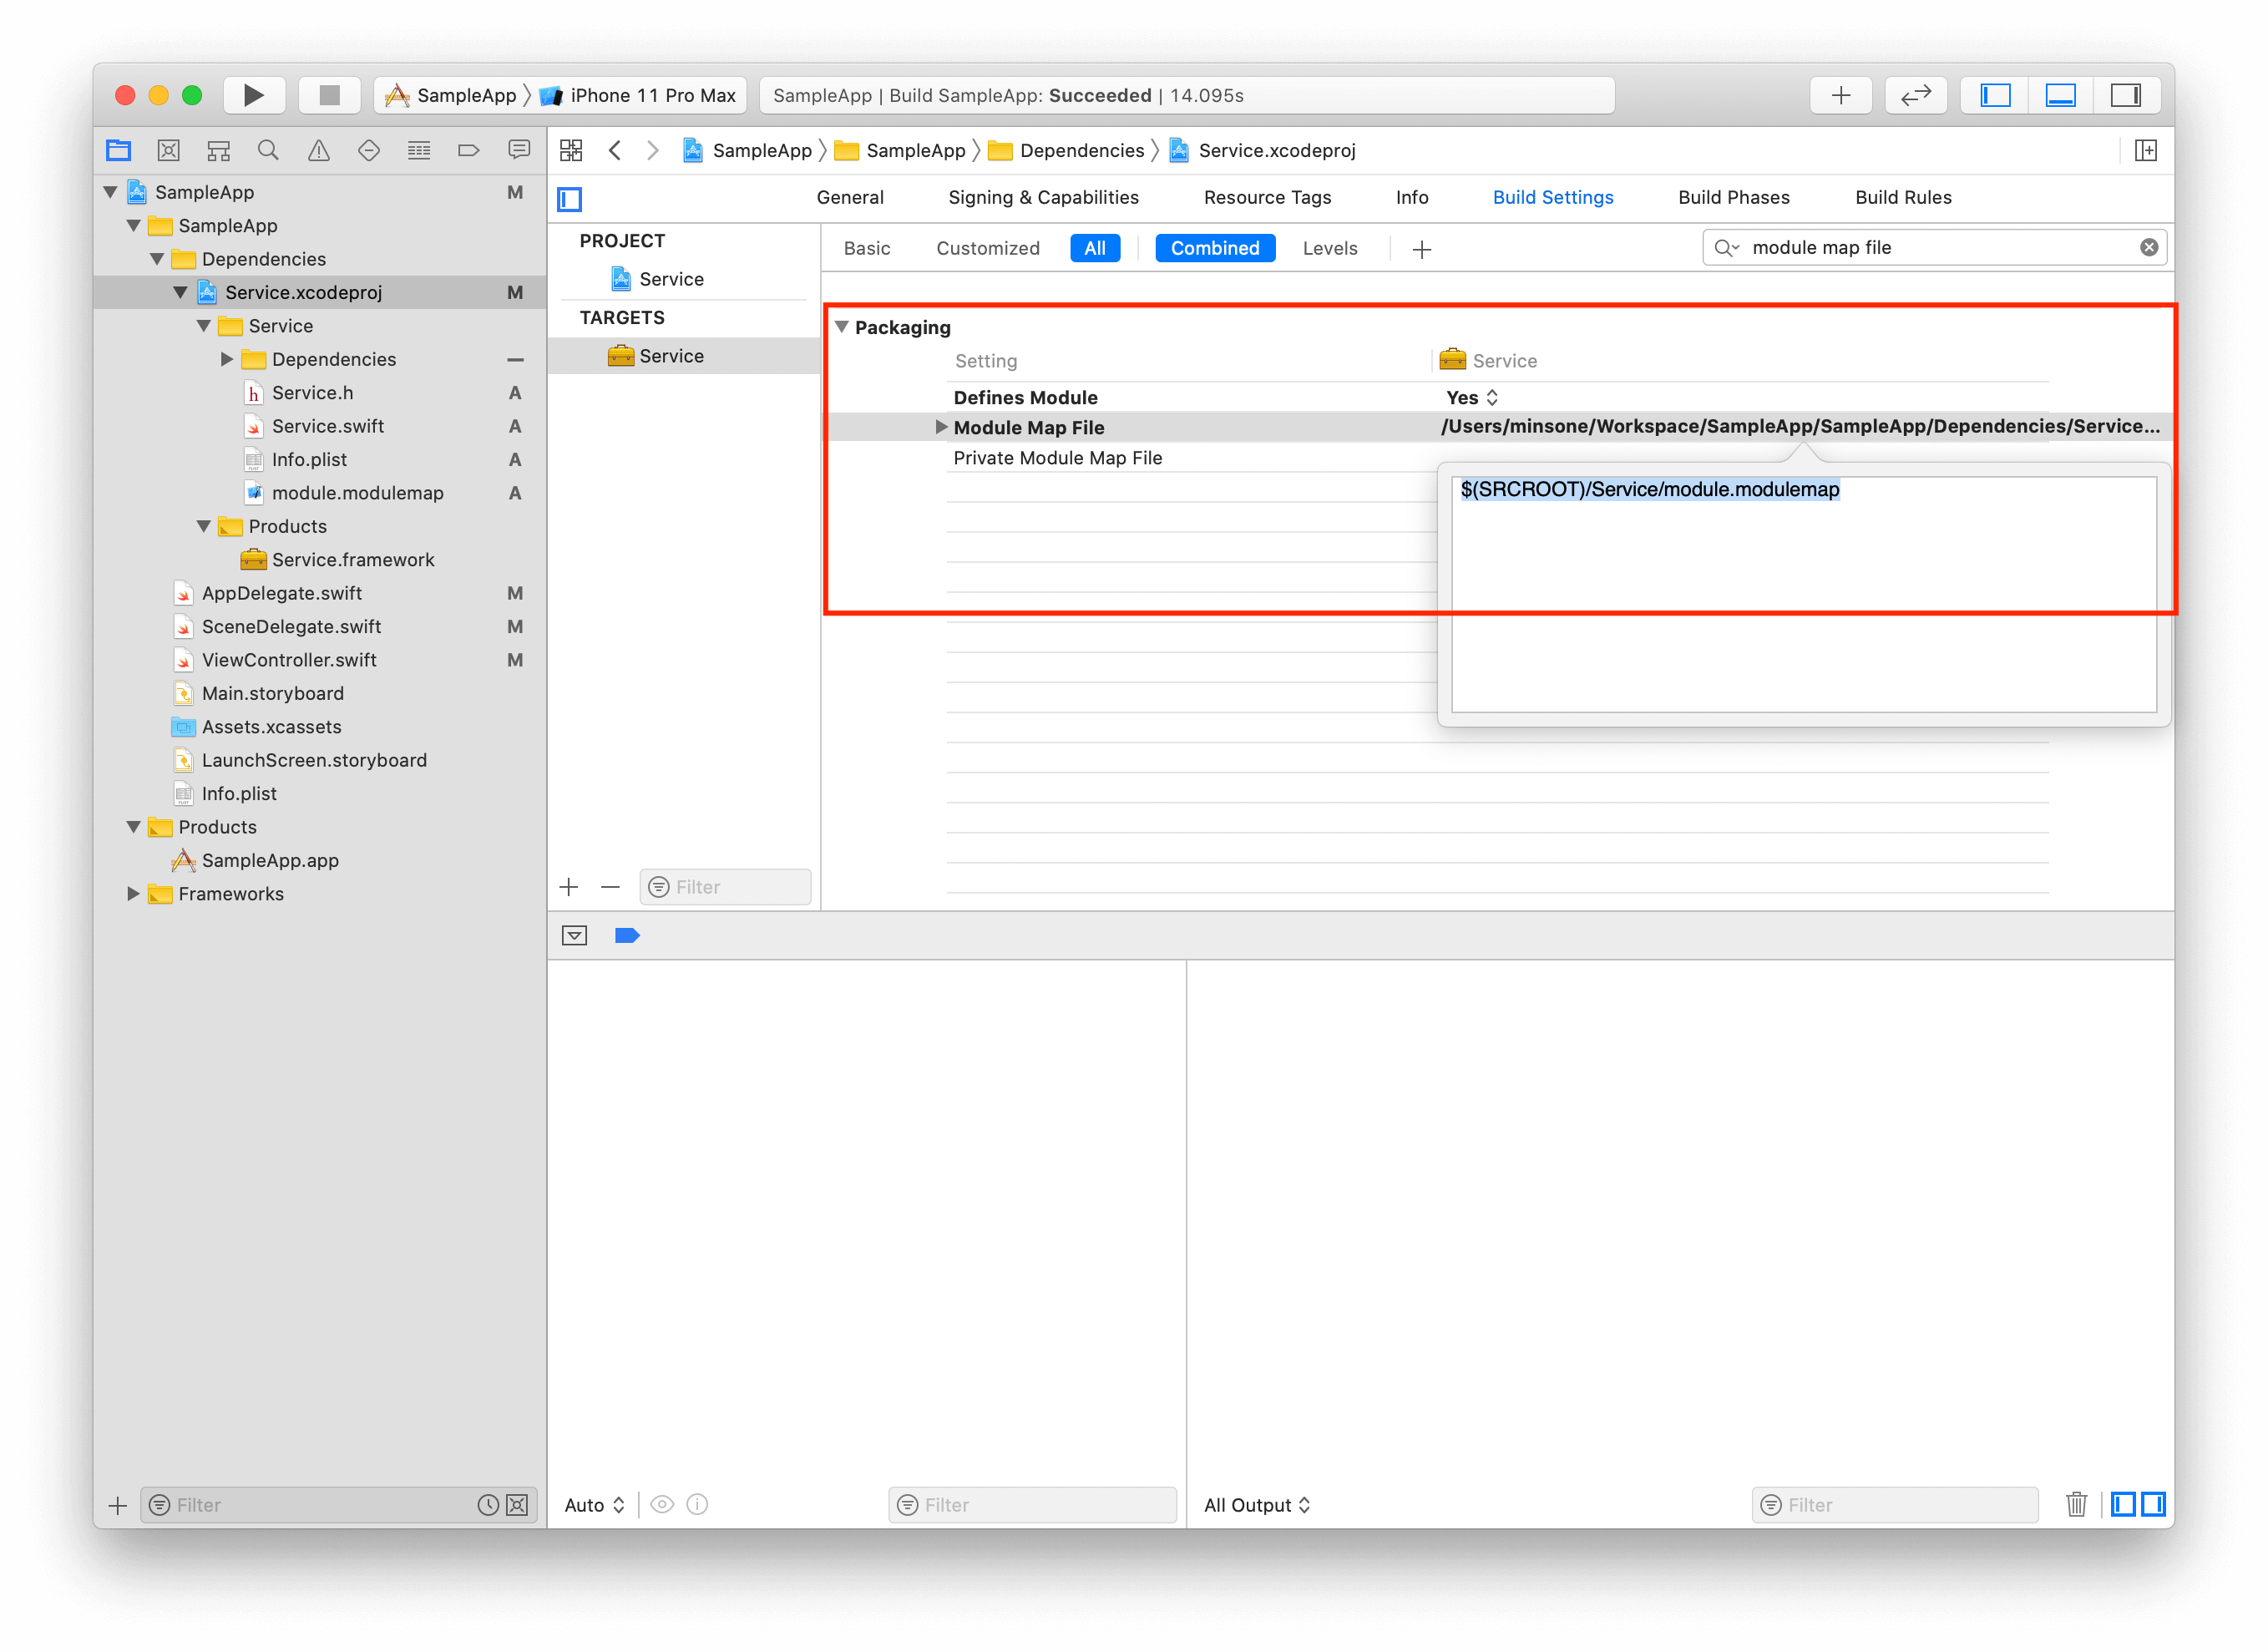 SampleApp 〉 iPhone 11 Pro Max
SampleApp | Build SampleApp: Succeeded | 14.095s
SampleApp 〉 SampleApp 〉 Dependencies 〉 Service.xcodeproj
SampleApp M
SampleApp
Dependencies
Service.xcodeproj M
Service
Dependencies
Service.h A
Service.swift A
Info.plist A
module.modulemap A
Products
Service.framework
AppDelegate.swift M
SceneDelegate.swift M
ViewController.swift M
Main.storyboard
Assets.xcassets
LaunchScreen.storyboard
Info.plist
Products
SampleApp.app
Frameworks
Filter
General Signing & Capabilities Resource Tags Info Build Settings Build Phases Build Rules
PROJECT
Service
TARGETS
Service
Filter
Basic Customized All Combined Levels
module map file
Packaging
Setting Service
Defines Module Yes
Module Map File /Users/minsone/Workspace/SampleApp/SampleApp/Dependencies/Service...
Private Module Map File
$(SRCROOT)/Service/module.modulemap
Auto Filter
All Output Filter